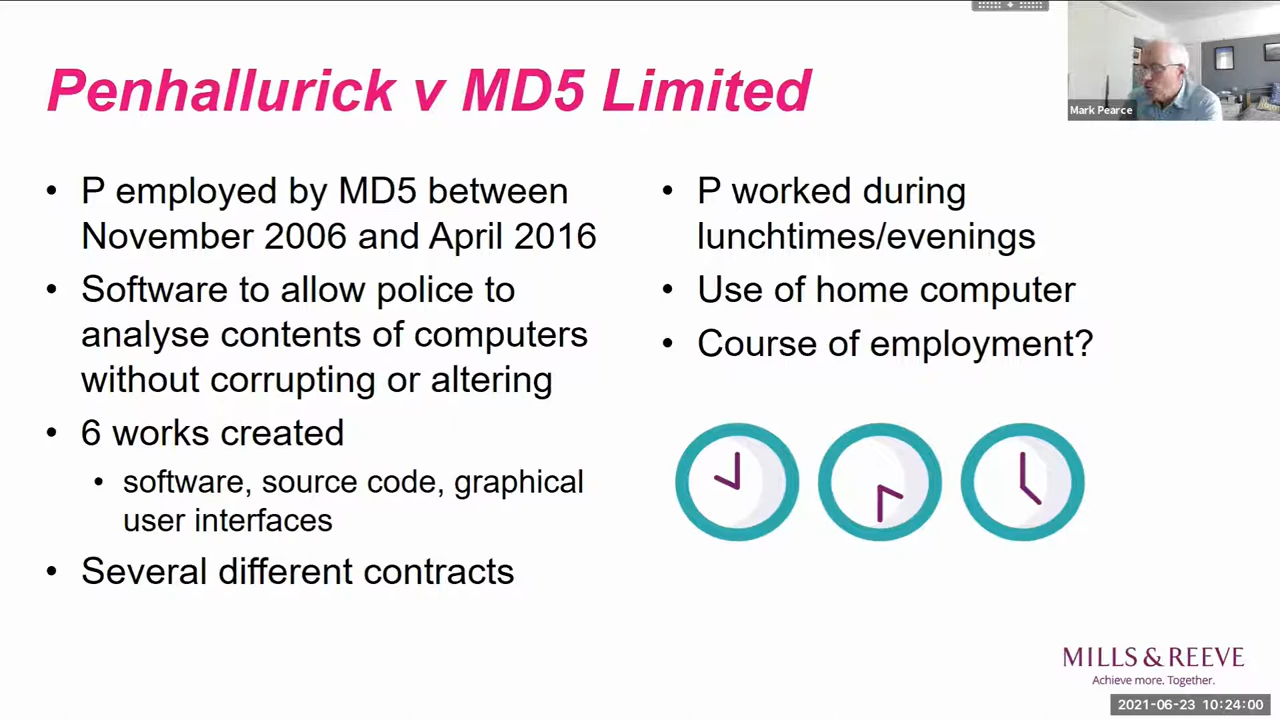 Penhallurick v MD5 Limited
Mark Pearce
• P employed by MD5 between
November 2006 and April 2016
• Software to allow police to
analyse contents of computers
without corrupting or altering
• 6 works created
• software, source code, graphical
user interfaces
• Several different contracts
• P worked during
lunchtimes/evenings
• Use of home computer
• Course of employment?
MILLS & REEVE
Achieve more. Together.
2021-06-23 10:24:00